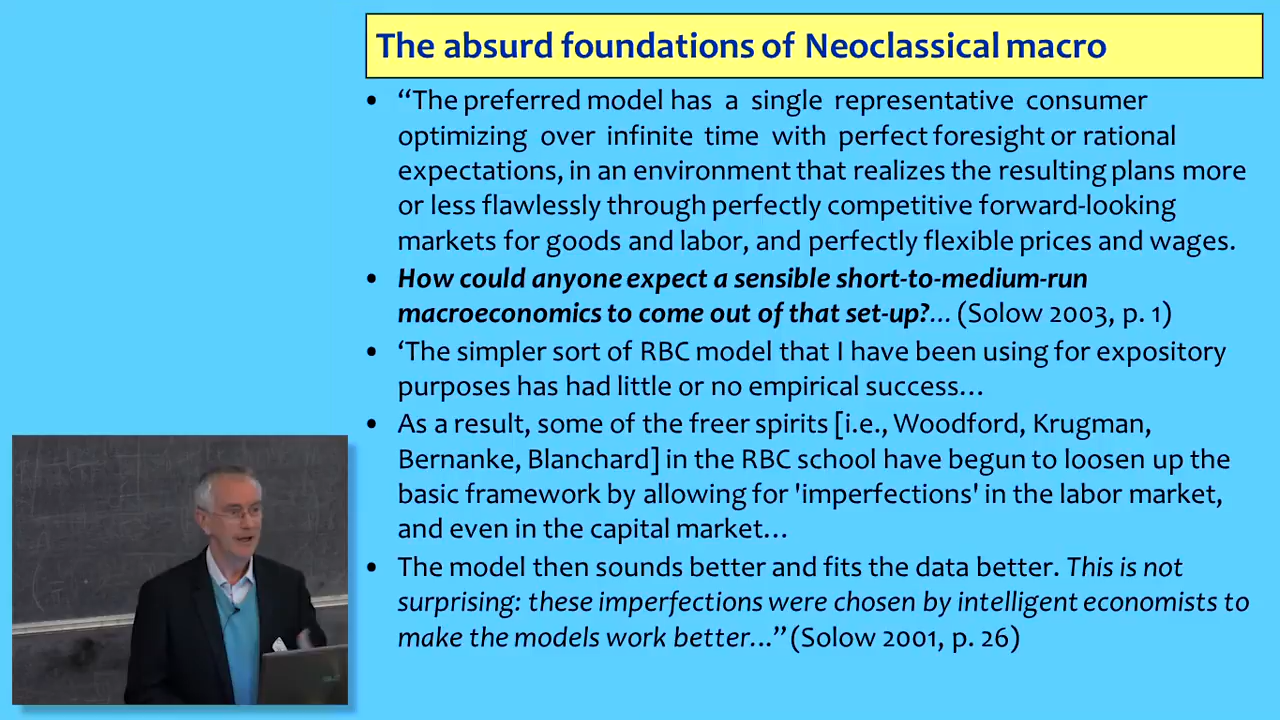 The absurd foundations of Neoclassical macro
• “The preferred model has a single representative consumer
optimizing over infinite time with perfect foresight or rational
expectations, in an environment that realizes the resulting plans more
or less flawlessly through perfectly competitive forward-looking
markets for goods and labor, and perfectly flexible prices and wages.
• How could anyone expect a sensible short-to-medium-run
macroeconomics to come out of that set-up?... (Solow 2003, p. 1)
• ‘The simpler sort of RBC model that I have been using for expository
purposes has had little or no empirical success…
• As a result, some of the freer spirits [i.e., Woodford, Krugman,
Bernanke, Blanchard] in the RBC school have begun to loosen up the
basic framework by allowing for 'imperfections' in the labor market,
and even in the capital market…
• The model then sounds better and fits the data better. This is not
surprising: these imperfections were chosen by intelligent economists to
make the models work better…” (Solow 2001, p. 26)